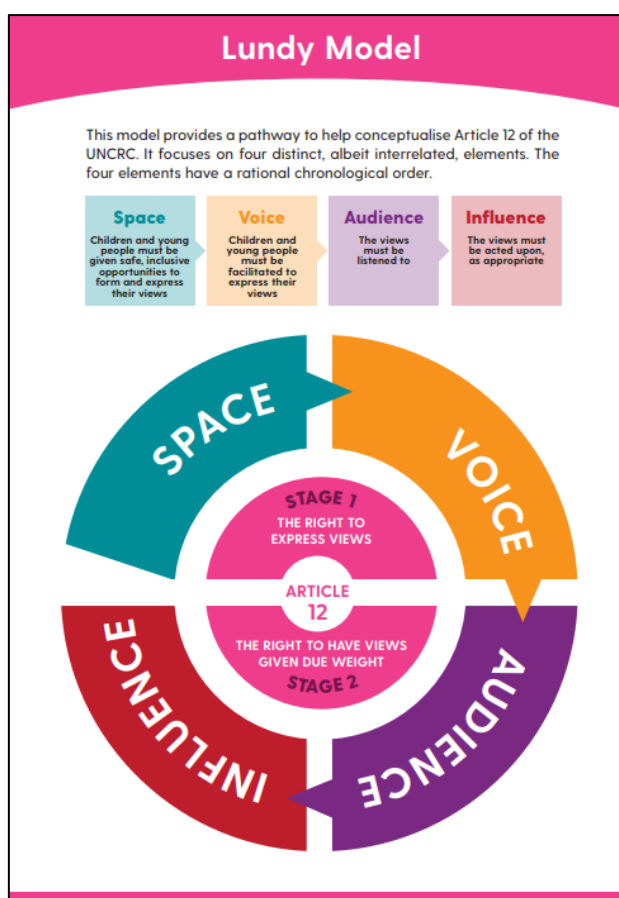 Lundy Model
This model provides a pathway to help conceptualise Article 12 of the
UNCRC. It focuses on four distinct, albeit interrelated, elements. The
four elements have a rational chronological order.
Space
Children and young
people must be
given safe, inclusive
opportunities to
form and express
their views
Voice
Children and
young people
must be
facilitated to
express their
views
Audience
The views
must be
listened to
Influence
The views must
be acted upon,
as appropriate
SPACE
VOICE
STAGE 1
THE RIGHT TO
EXPRESS VIEWS
ARTICLE
12
THE RIGHT TO HAVE VIEWS
GIVEN DUE WEIGHT
STAGE 2
INFLUENCE
AUDIENCE